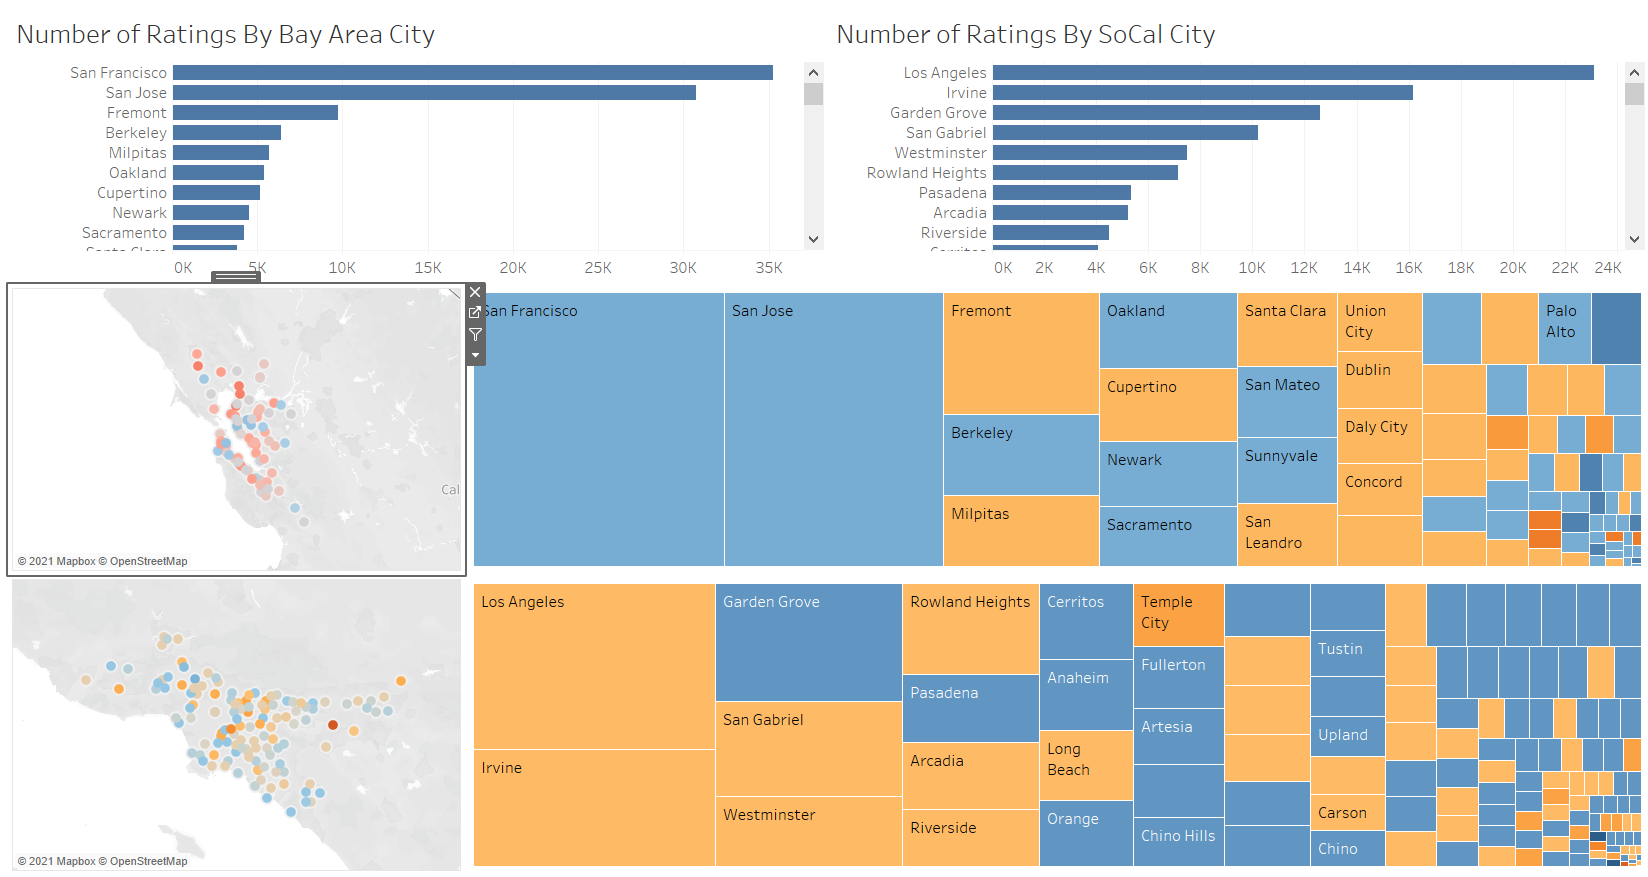 Number of Ratings By Bay Area City
San Francisco
San Jose
Fremont
Berkeley
Milpitas
Oakland
Cupertino
Newark
Sacramento
Santa Clara
0K 5K 10K 15K 20K 25K 30K 35K
Number of Ratings By SoCal City
Los Angeles
Irvine
Garden Grove
San Gabriel
Westminster
Rowland Heights
Pasadena
Arcadia
Riverside
Cerritos
0K 2K 4K 6K 8K 10K 12K 14K 16K 18K 20K 22K 24K
Cal
© 2021 Mapbox © OpenStreetMap
San Francisco
San Jose
Fremont
Berkeley
Milpitas
Oakland
Cupertino
Newark
Sacramento
Santa Clara
San Mateo
Sunnyvale
San
Leandro
Union
City
Dublin
Daly City
Concord
Palo
Alto
© 2021 Mapbox © OpenStreetMap
Los Angeles
Irvine
Garden Grove
San Gabriel
Westminster
Rowland Heights
Pasadena
Arcadia
Riverside
Cerritos
Anaheim
Long
Beach
Orange
Temple
City
Fullerton
Artesia
Chino Hills
Tustin
Upland
Carson
Chino